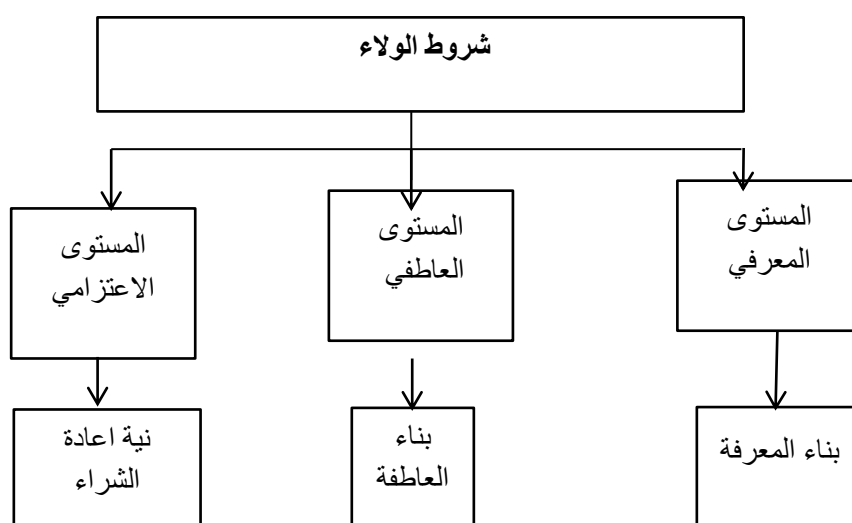 شروط الولاء
المستوى
المعرفي
المستوى
العاطفي
المستوى
الاعتزامي
بناء المعرفة
بناء
العاطفة
نية اعادة
الشراء